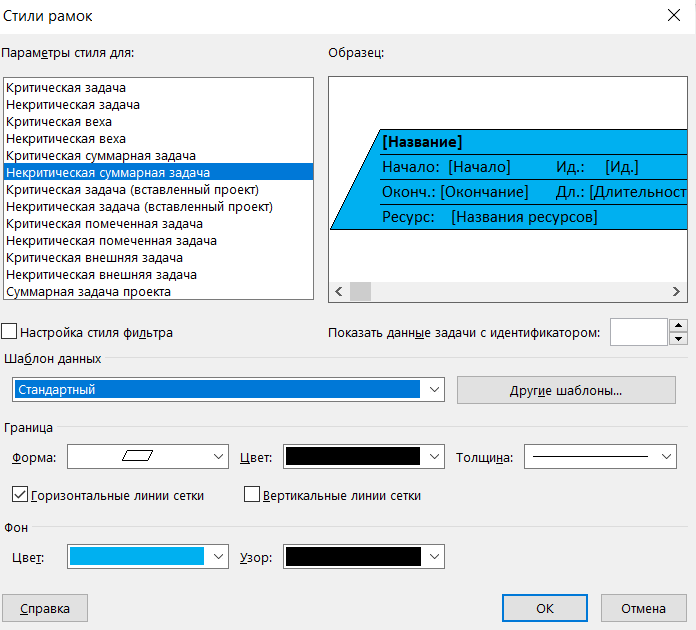 Стили рамок
Параметры стиля для:
Образец:
Критическая задача
Некритическая задача
Критическая веха
Некритическая веха
Критическая суммарная задача
Некритическая суммарная задача
Критическая задача (вставленный проект)
Некритическая задача (вставленный проект)
Критическая помеченная задача
Некритическая помеченная задача
Критическая внешняя задача
Некритическая внешняя задача
Суммарная задача проекта
[Название]
Начало: [Начало] Ид.: [Ид.]
Оконч.: [Окончание] Дл.: [Длительност
Ресурс: [Названия ресурсов]
Настройка стиля фильтра
Показать данные задачи с идентификатором:
Шаблон данных
Стандартный
Другие шаблоны...
Граница
Форма: Цвет: Толщина:
Горизонтальные линии сетки Вертикальные линии сетки
Фон
Цвет: Узор:
Справка ОК Отмена